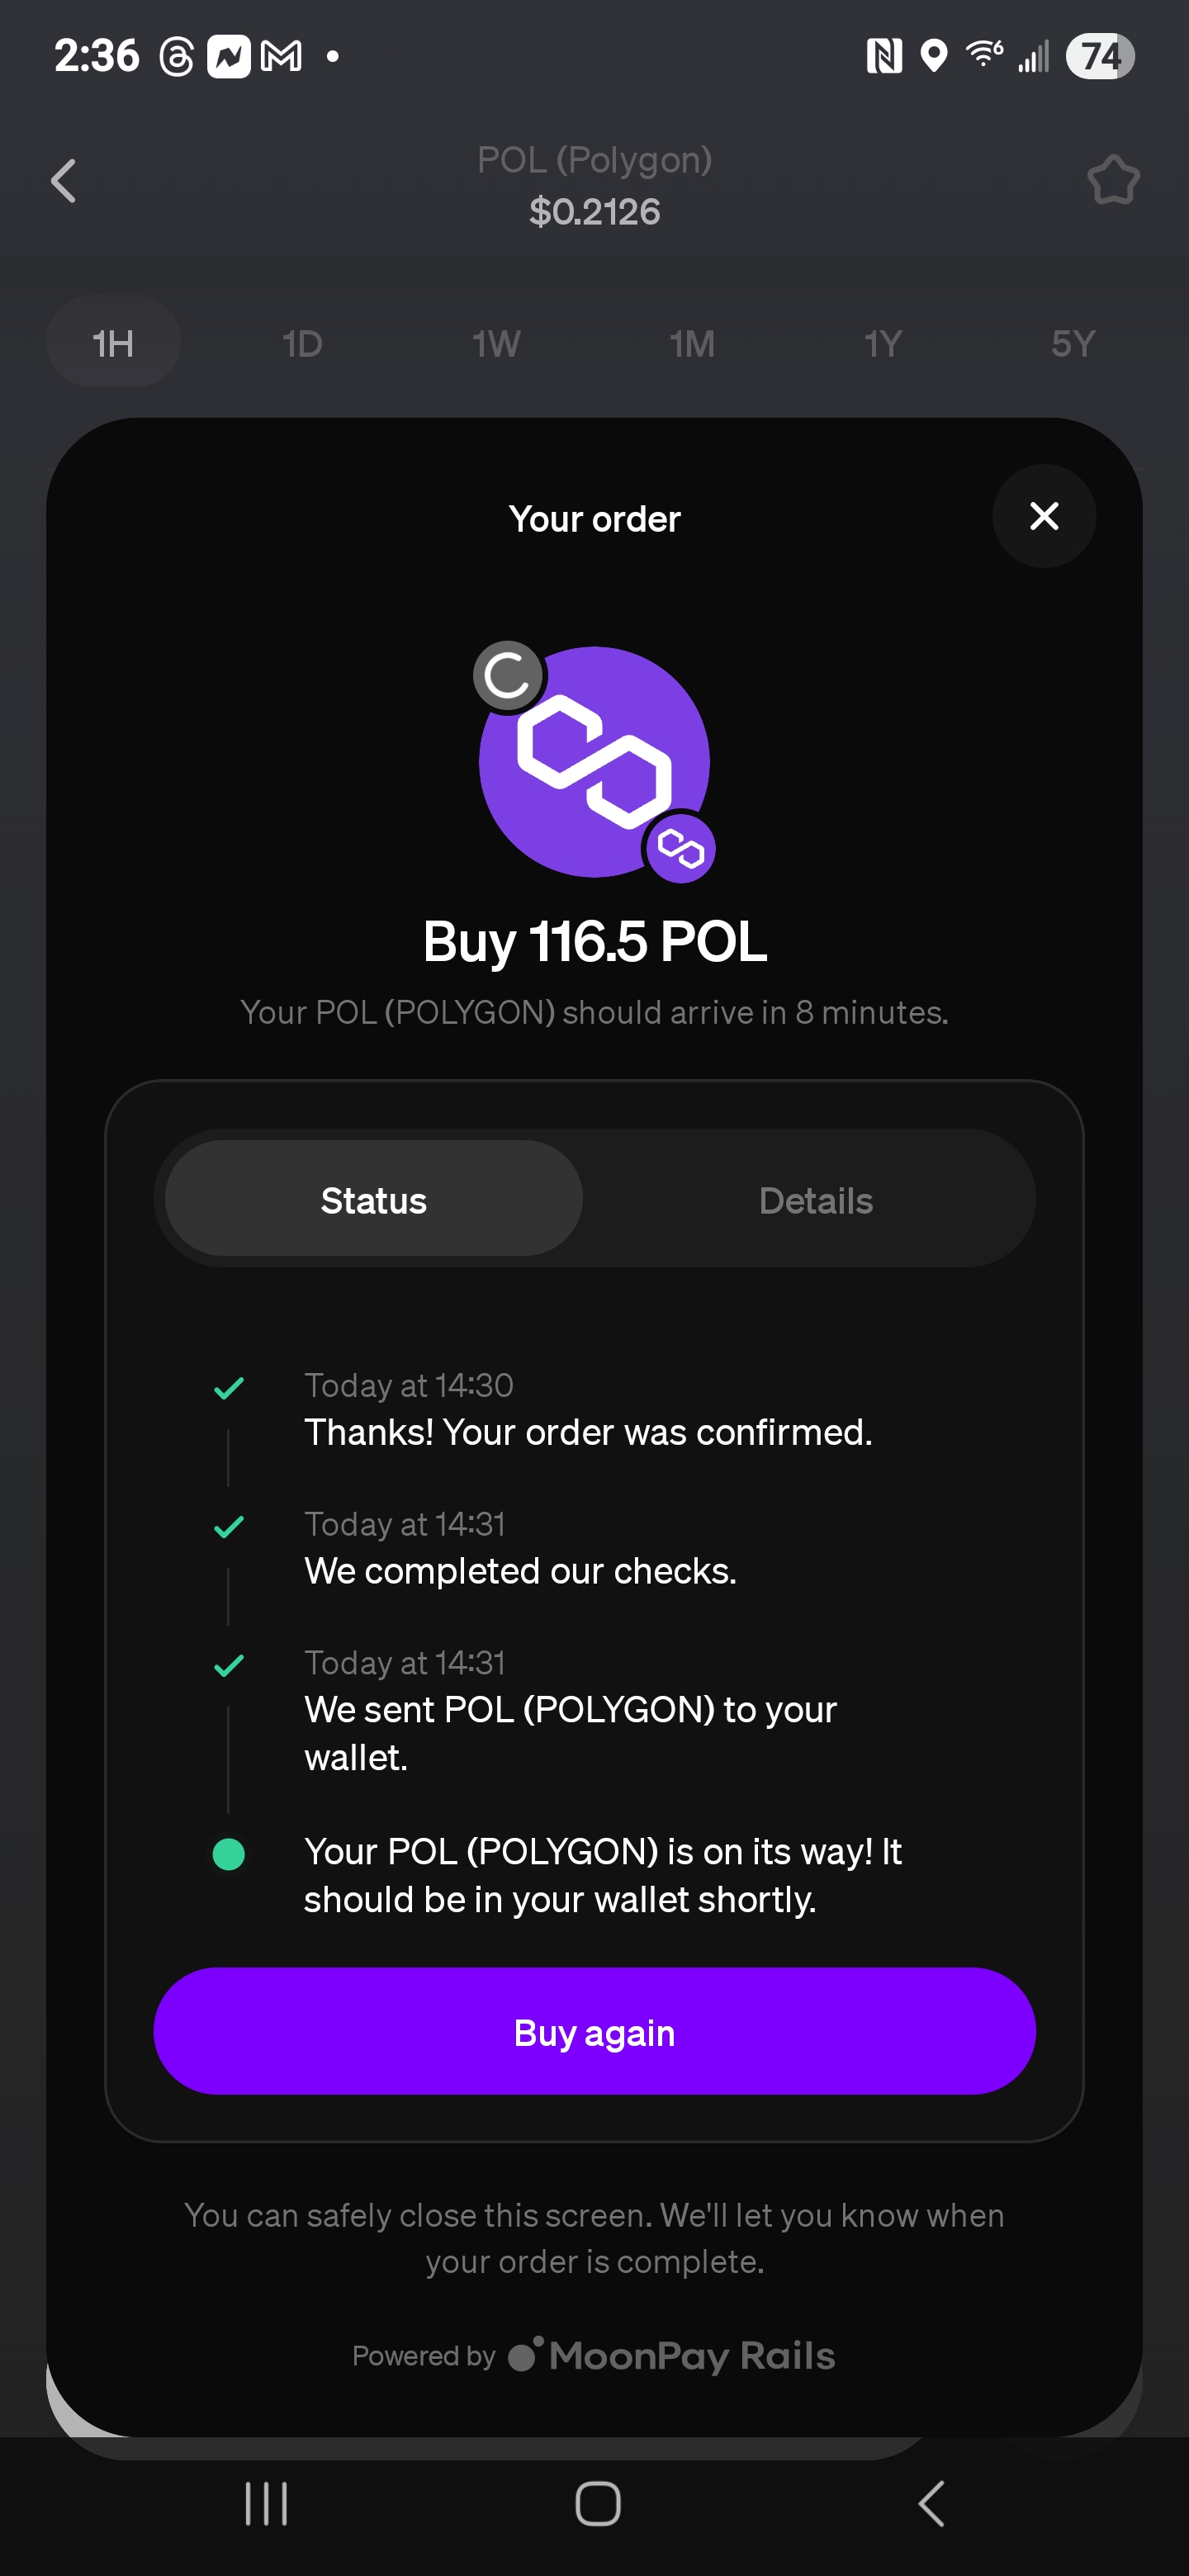 2:36
74
POL (Polygon)
$0.2126
1H 1D 1W 1M 1Y 5Y
Your order
Buy 116.5 POL
Your POL (POLYGON) should arrive in 8 minutes.
Status Details
Today at 14:30
Thanks! Your order was confirmed.
Today at 14:31
We completed our checks.
Today at 14:31
We sent POL (POLYGON) to your
wallet.
Your POL (POLYGON) is on its way! It
should be in your wallet shortly.
Buy again
You can safely close this screen. We'll let you know when
your order is complete.
Powered by MoonPay Rails